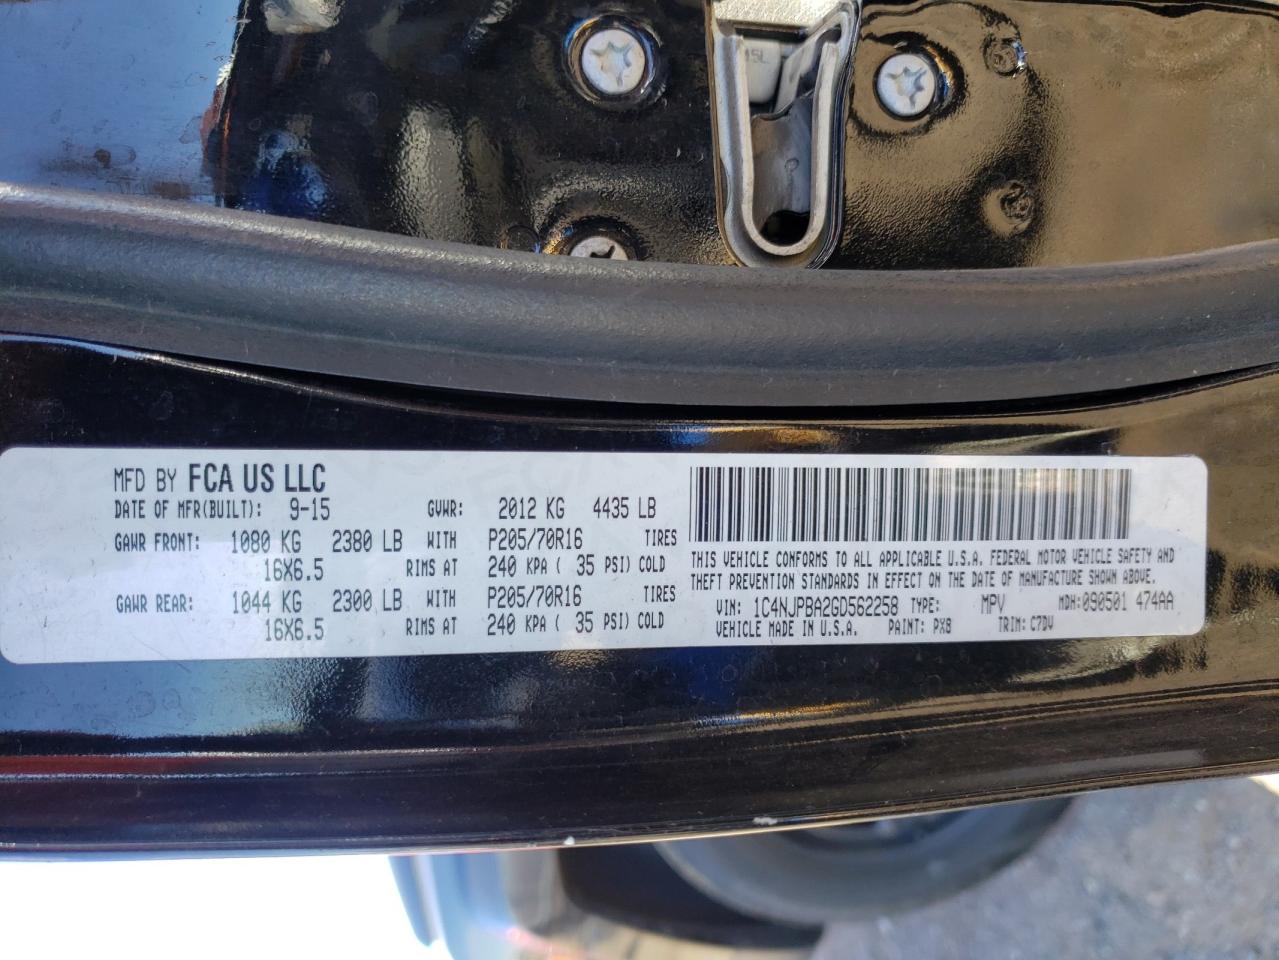 15L
MFD BY FCA US LLC
DATE OF MFR(BUILT): 9-15 GVWR: 2012 KG 4435 LB
GAWR FRONT: 1080 KG 2380 LB WITH P205/70R16 TIRES
16X6.5 RIMS AT 240 KPA ( 35 PSI) COLD
GAWR REAR: 1044 KG 2300 LB WITH P205/70R16 TIRES
16X6.5 RIMS AT 240 KPA ( 35 PSI) COLD
THIS VEHICLE CONFORMS TO ALL APPLICABLE U.S.A. FEDERAL MOTOR VEHICLE SAFETY AND
THEFT PREVENTION STANDARDS IN EFFECT ON THE DATE OF MANUFACTURE SHOWN ABOVE.
VIN: 1C4NJPBA2GD562258 TYPE: MPV MDH: 090501 474AA
VEHICLE MADE IN U.S.A. PAINT: PX8 TRIM: C7DV